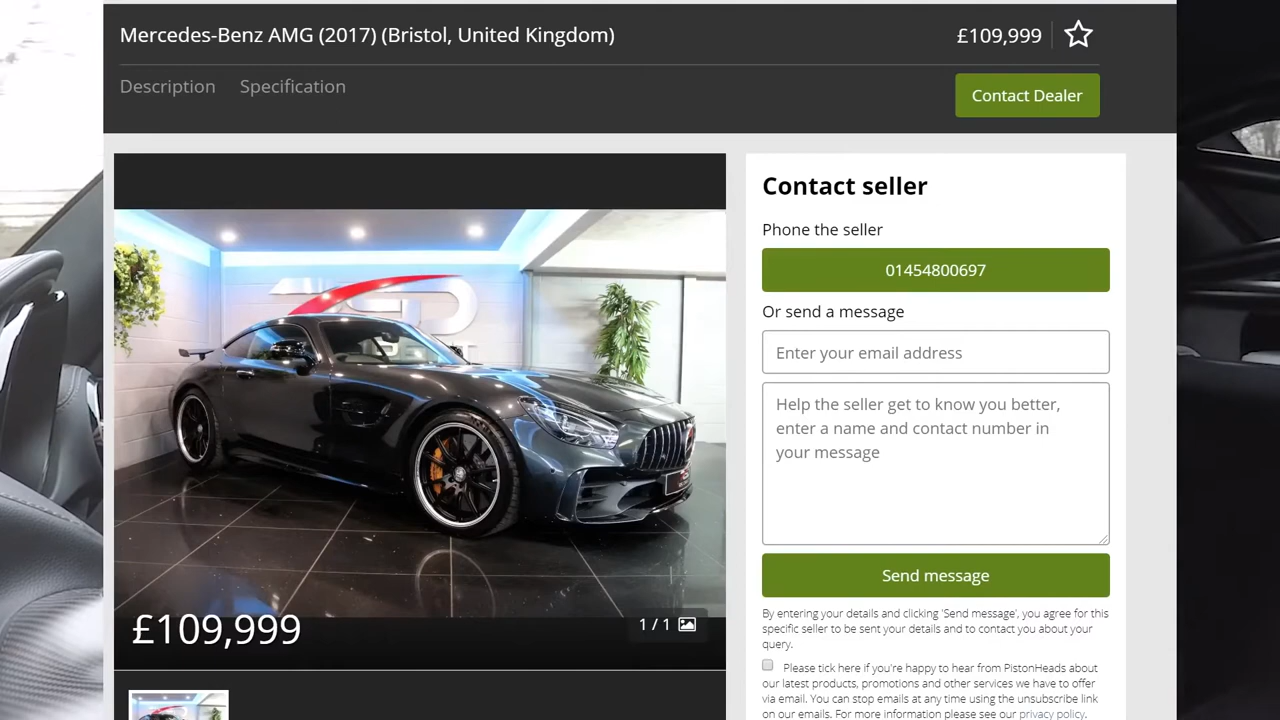 Mercedes-Benz AMG (2017) (Bristol, United Kingdom)
£109,999
Description
Specification
Contact Dealer
Contact seller
Phone the seller
01454800697
Or send a message
Enter your email address
Help the seller get to know you better,
enter a name and contact number in
your message
Send message
By entering your details and clicking 'Send message', you agree for this
specific seller to be sent your details and to contact you about your
query.
Please tick here if you're happy to hear from PistonHeads about
our latest products, promotions and other services we have to offer
via email. You can stop emails at any time using the unsubscribe link
on our emails. For more information please see our privacy policy.
£109,999
1 / 1